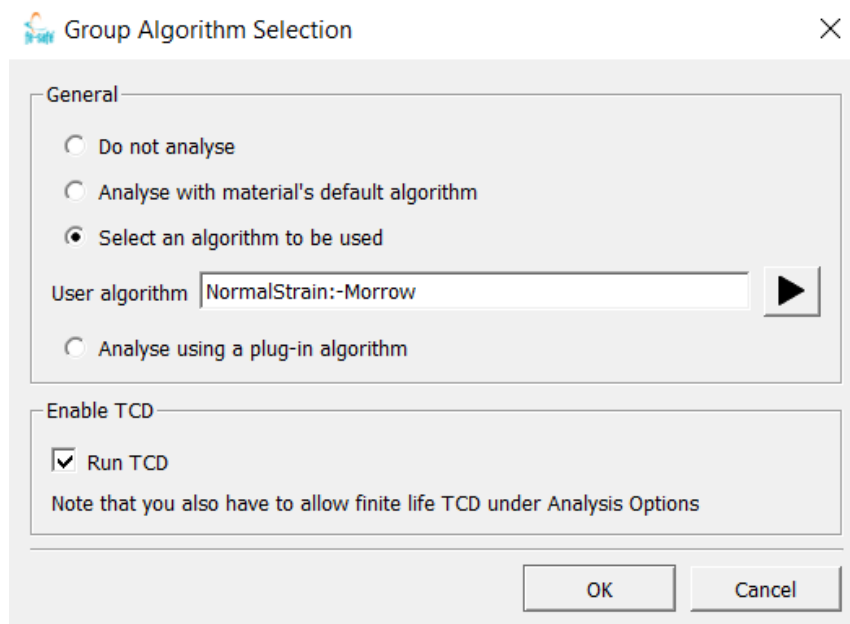 Group Algorithm Selection
General
Do not analyse
Analyse with material's default algorithm
Select an algorithm to be used
User algorithm NormalStrain:-Morrow
Analyse using a plug-in algorithm
Enable TCD
Run TCD
Note that you also have to allow finite life TCD under Analysis Options
OK Cancel